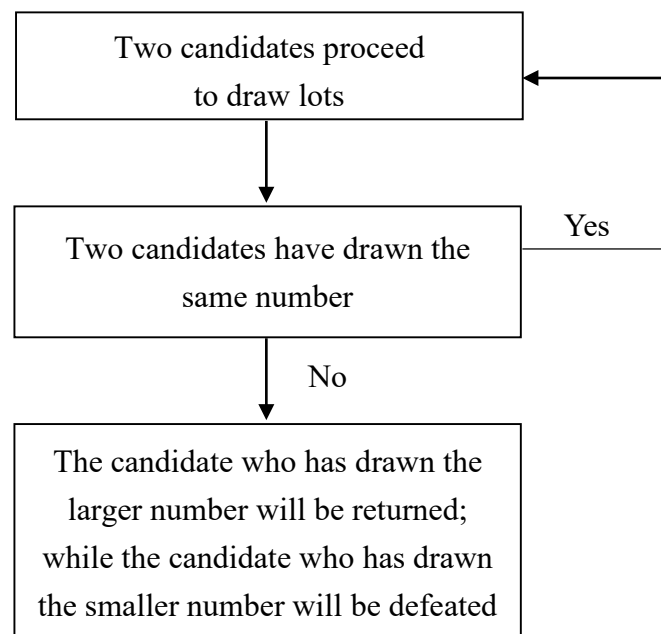 Two candidates proceed
to draw lots
Two candidates have drawn the
same number
Yes
No
The candidate who has drawn the
larger number will be returned;
while the candidate who has drawn
the smaller number will be defeated